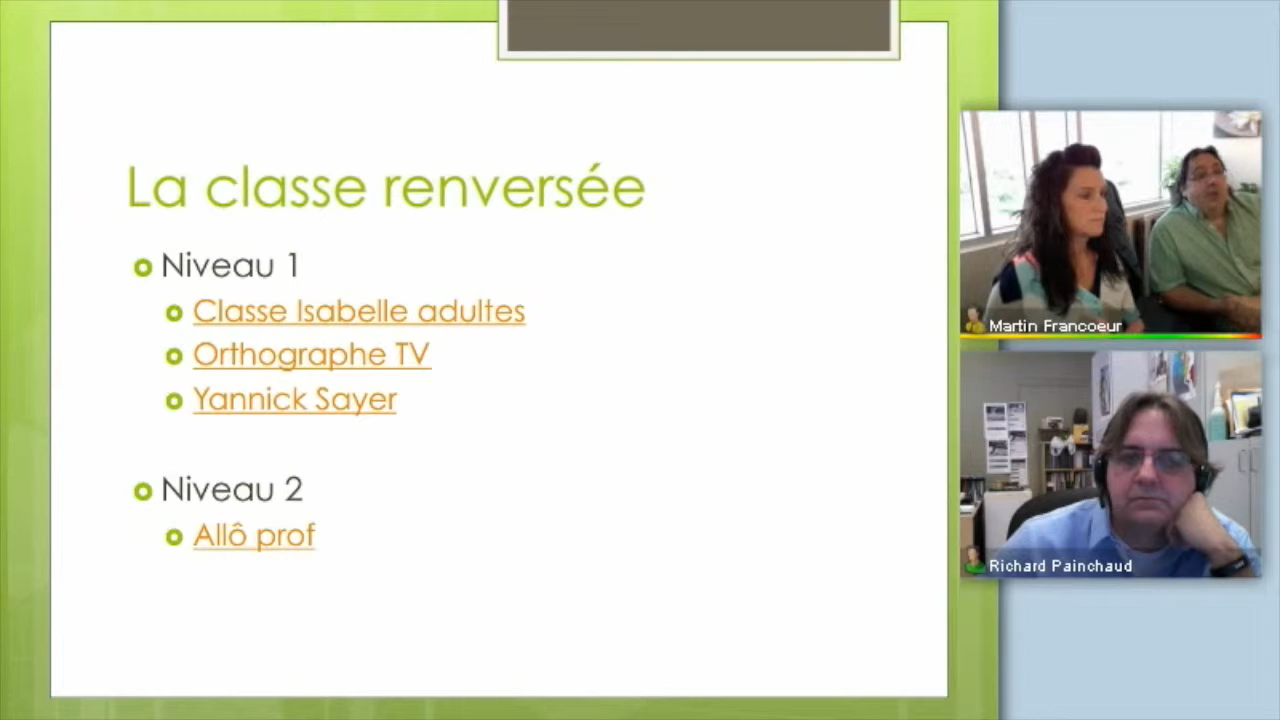 La classe renversée
Niveau 1
Classe Isabelle adultes
Orthographe TV
Yannick Sayer
Niveau 2
Allô prof
Martin Francoeur
Richard Painchaud